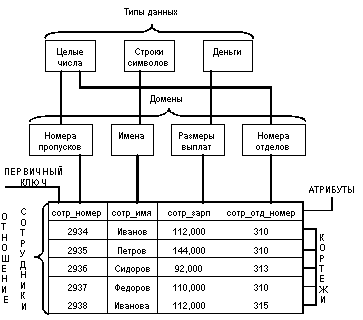 Типы данных
Целые числа
Строки символов
Деньги
Домены
Номера пропусков
Имена
Размеры выплат
Номера отделов
ПЕРВИЧНЫЙ КЛЮЧ
АТРИБУТЫ
ОТНОШЕНИЕ
СОТРУДНИКИ
сотр_номер сотр_имя сотр_зарп сотр_отд_номер
2934 Иванов 112,000 310
2935 Петров 144,000 310
2936 Сидоров 92,000 313
2937 Федоров 110,000 310
2938 Иванова 112,000 315
КОРТЕЖИ